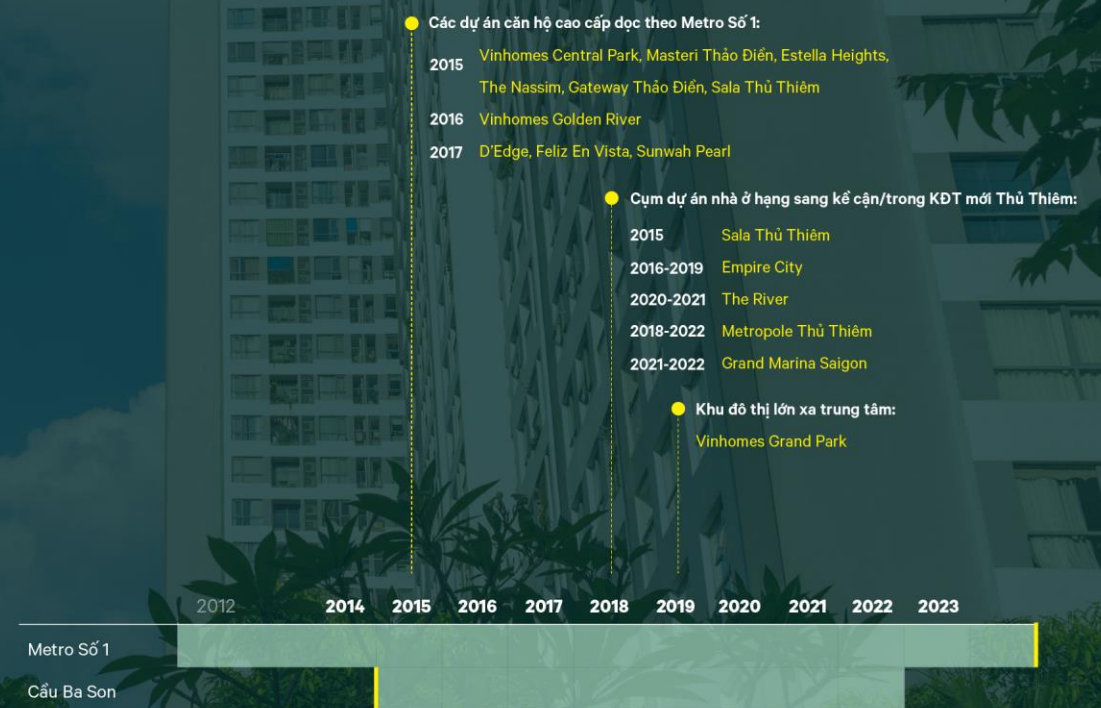 Các dự án căn hộ cao cấp dọc theo Metro Số 1:
2015 Vinhomes Central Park, Masteri Thảo Điền, Estella Heights,
The Nassim, Gateway Thảo Điền, Sala Thủ Thiêm
2016 Vinhomes Golden River
2017 D'Edge, Feliz En Vista, Sunwah Pearl
Cụm dự án nhà ở hạng sang kề cận/trong KĐT mới Thủ Thiêm:
2015 Sala Thủ Thiêm
2016-2019 Empire City
2020-2021 The River
2018-2022 Metropole Thủ Thiêm
2021-2022 Grand Marina Saigon
Khu đô thị lớn xa trung tâm:
Vinhomes Grand Park
2012 2014 2015 2016 2017 2018 2019 2020 2021 2022 2023
Metro Số 1
Cầu Ba Son